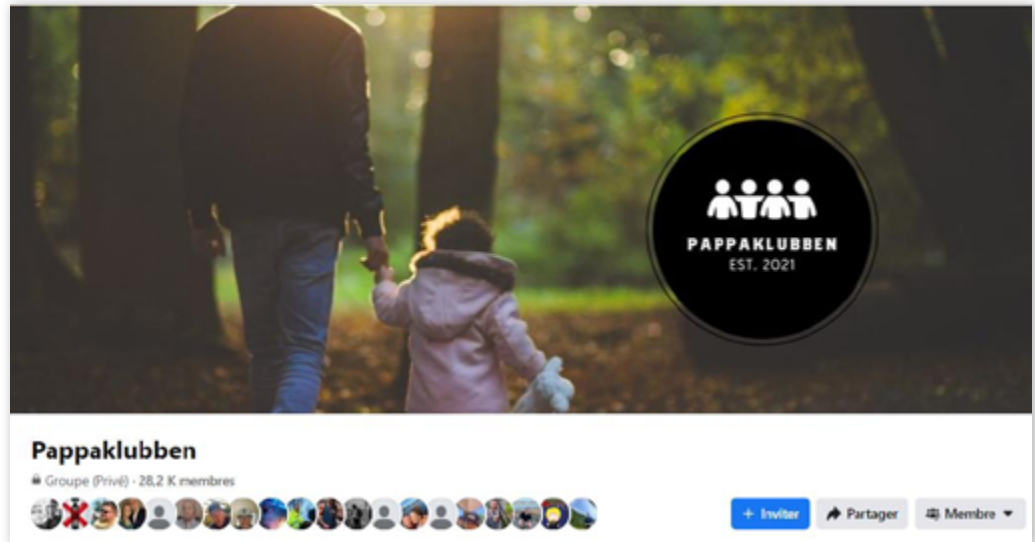 PAPPAKLUBBEN
EST. 2021
Pappaklubben
Groupe (Privé) · 28,2 K membres
+ Inviter
Partager
Membre